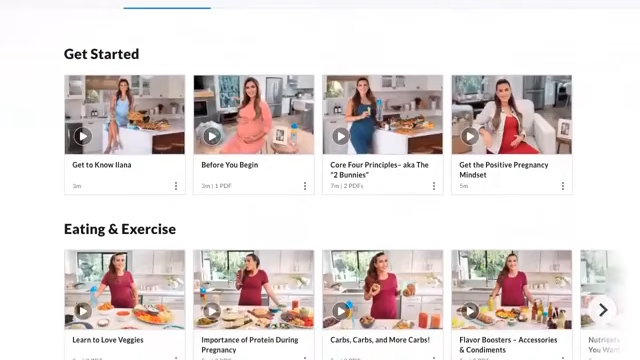 Get Started
Get to Know Ilana
3m
Before You Begin
3m | 1 PDF
Core Four Principles– aka The
"2 Bunnies"
7m | 2 PDFs
Get the Positive Pregnancy
Mindset
5m
Eating & Exercise
Learn to Love Veggies
Importance of Protein During
Pregnancy
Carbs, Carbs, and More Carbs!
Flavor Boosters – Accessories
& Condiments
You